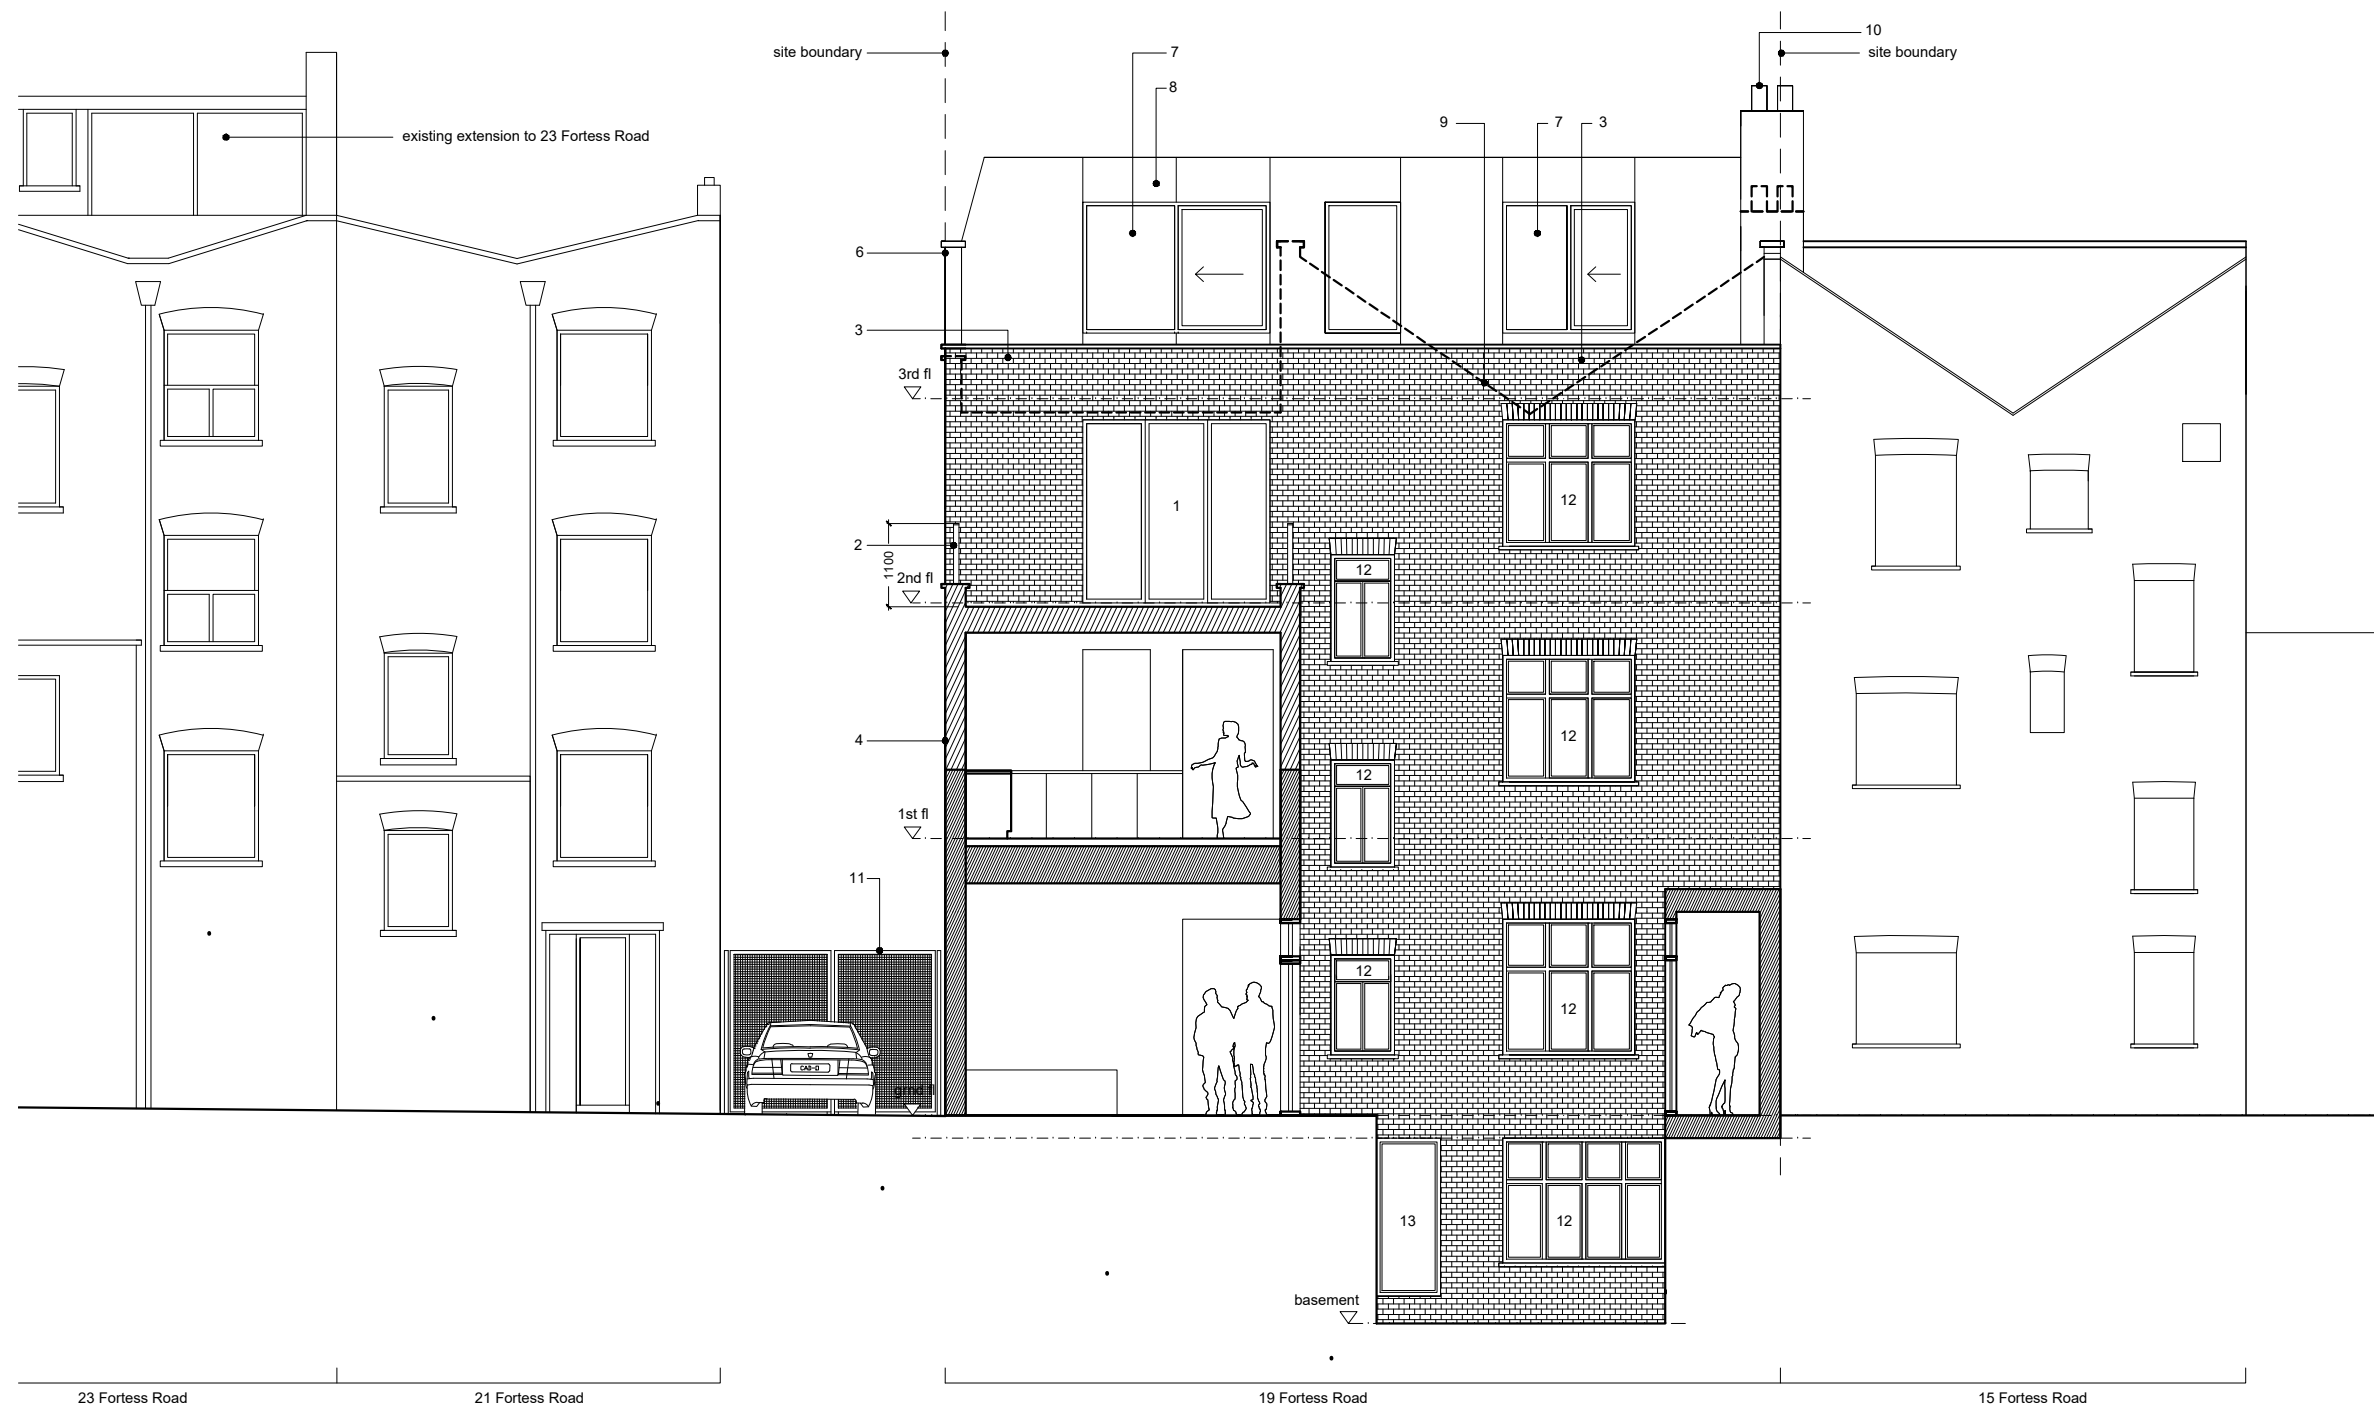 10
site boundary
7
site boundary
8
9
7
3
existing extension to 23 Fortess Road
6
3
3rd fl
1
12
2
1100
2nd fl
12
12
4
12
1st fl
11
12
12
CAD-O
grnd fl
13
12
basement
23 Fortess Road
21 Fortess Road
19 Fortess Road
15 Fortess Road